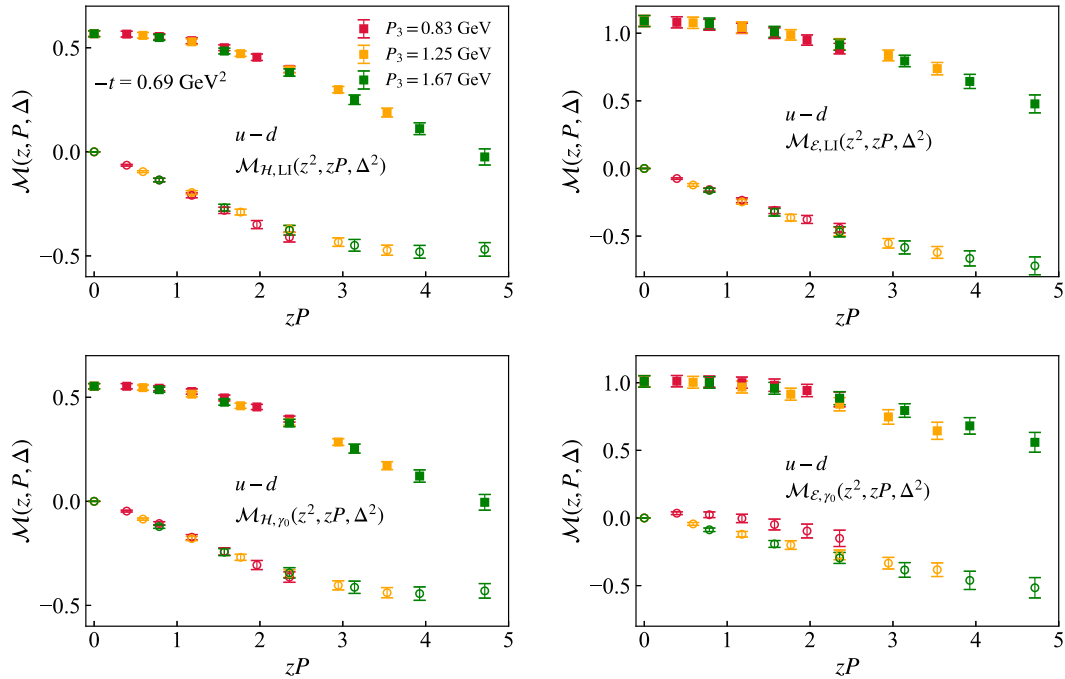 0.5
0.0
−0.5
M(z, P, Δ)
P₃ = 0.83 GeV
P₃ = 1.25 GeV
P₃ = 1.67 GeV
−t = 0.69 GeV²
u − d
M_{H,LI}(z², zP, Δ²)
0 1 2 3 4 5
zP
1.0
0.5
0.0
−0.5
M(z, P, Δ)
u − d
M_{E,LI}(z², zP, Δ²)
0 1 2 3 4 5
zP
0.5
0.0
−0.5
M(z, P, Δ)
u − d
M_{H,γ₀}(z², zP, Δ²)
0 1 2 3 4 5
zP
1.0
0.5
0.0
−0.5
M(z, P, Δ)
u − d
M_{E,γ₀}(z², zP, Δ²)
0 1 2 3 4 5
zP